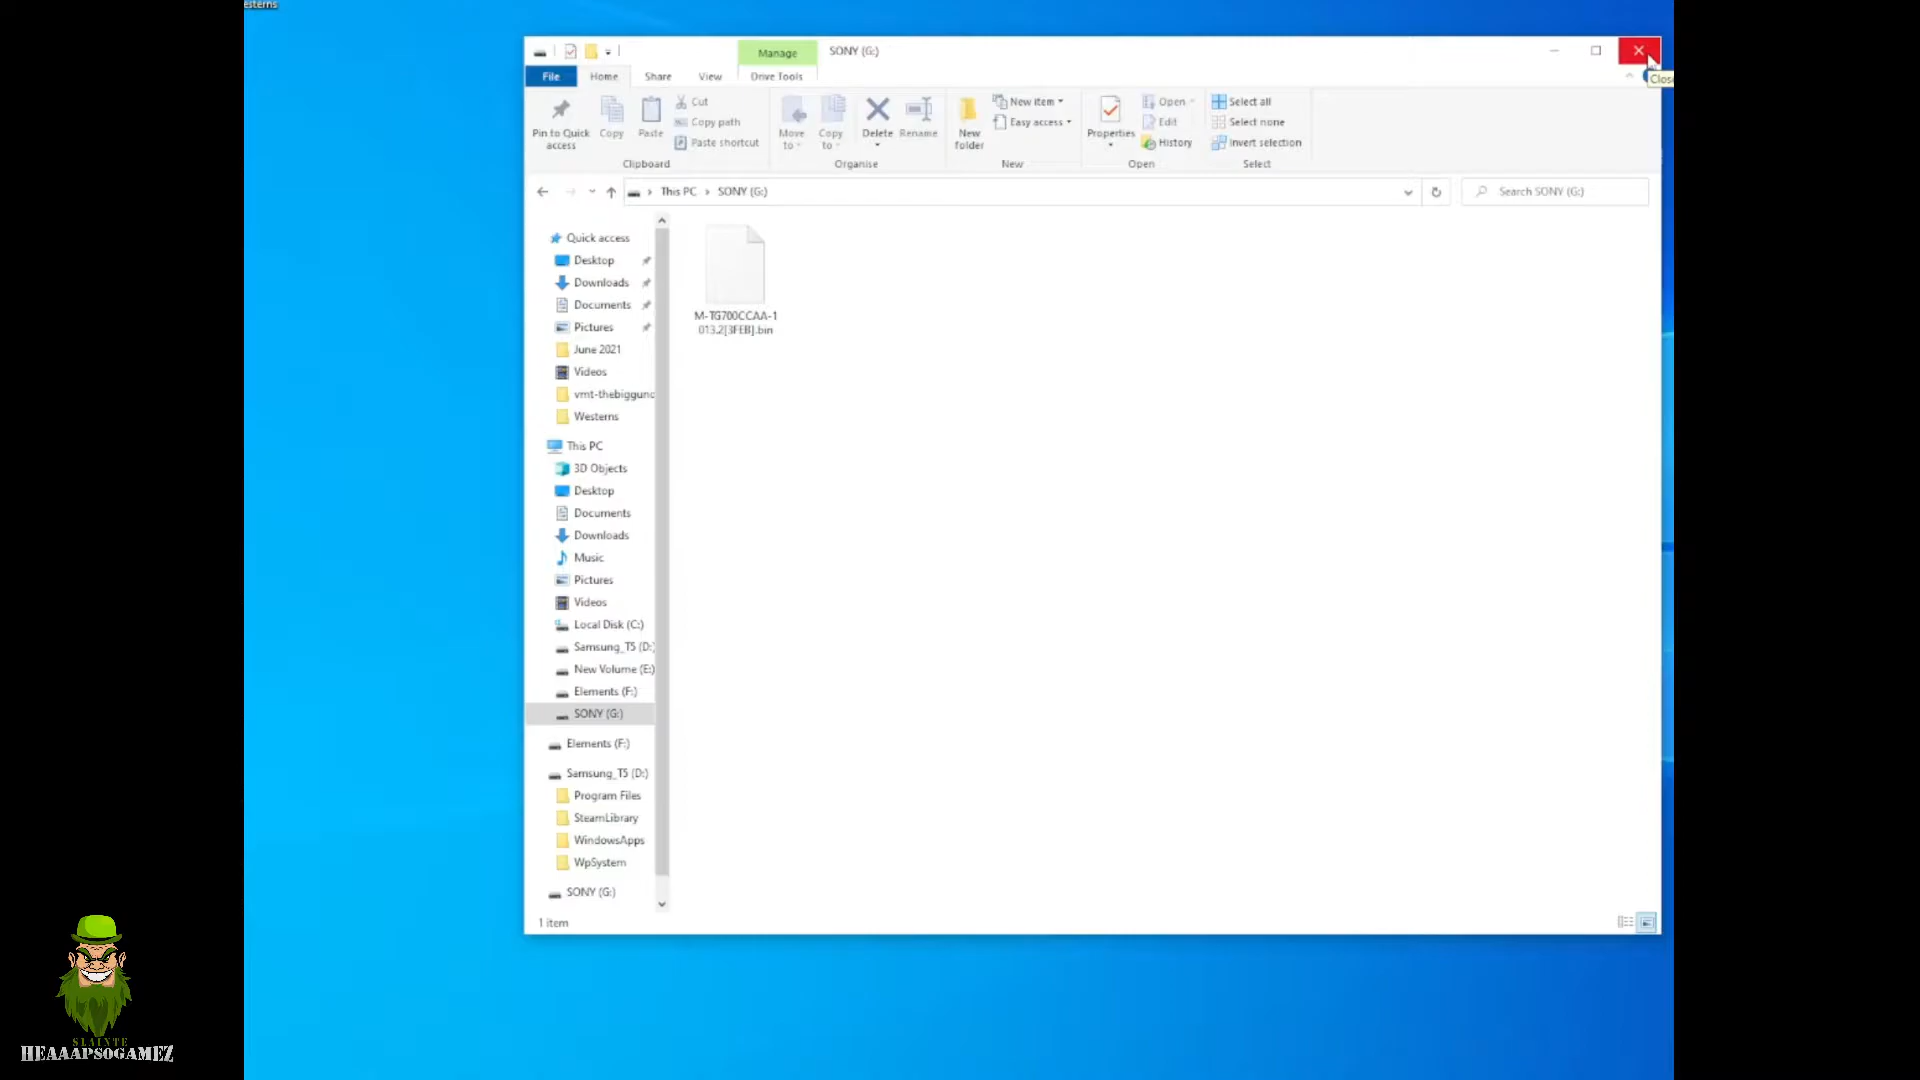 esterns
Manage
SONY (G:)
File
Home
Share
View
Drive Tools
Close
Pin to Quick access
Copy
Paste
Cut
Copy path
Paste shortcut
Clipboard
Move to
Copy to
Delete
Rename
Organise
New folder
New item
Easy access
New
Properties
Open
Edit
History
Open
Select all
Select none
Invert selection
Select
This PC
SONY (G:)
Search SONY (G:)
Quick access
Desktop
Downloads
Documents
Pictures
June 2021
Videos
vmt-thebiggund
Westerns
This PC
3D Objects
Desktop
Documents
Downloads
Music
Pictures
Videos
Local Disk (C:)
Samsung_T5 (D:)
New Volume (E:)
Elements (F:)
SONY (G:)
Elements (F:)
Samsung_T5 (D:)
Program Files
SteamLibrary
WindowsApps
WpSystem
SONY (G:)
M-TG700CCAA-1
013.2[3FEB].bin
1 item
SLAINTE
HEAAAPSOGAMEZ